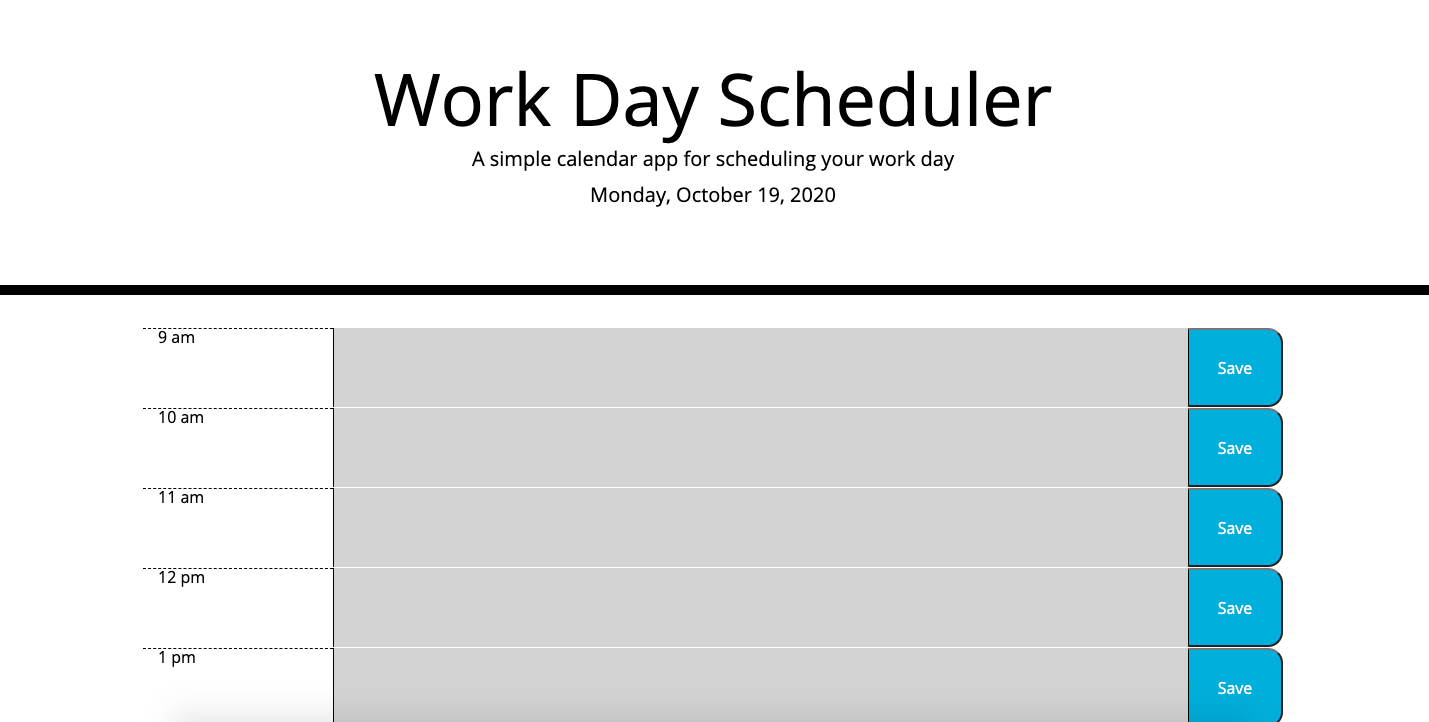 Work Day Scheduler
A simple calendar app for scheduling your work day
Monday, October 19, 2020
9 am
Save
10 am
Save
11 am
Save
12 pm
Save
1 pm
Save